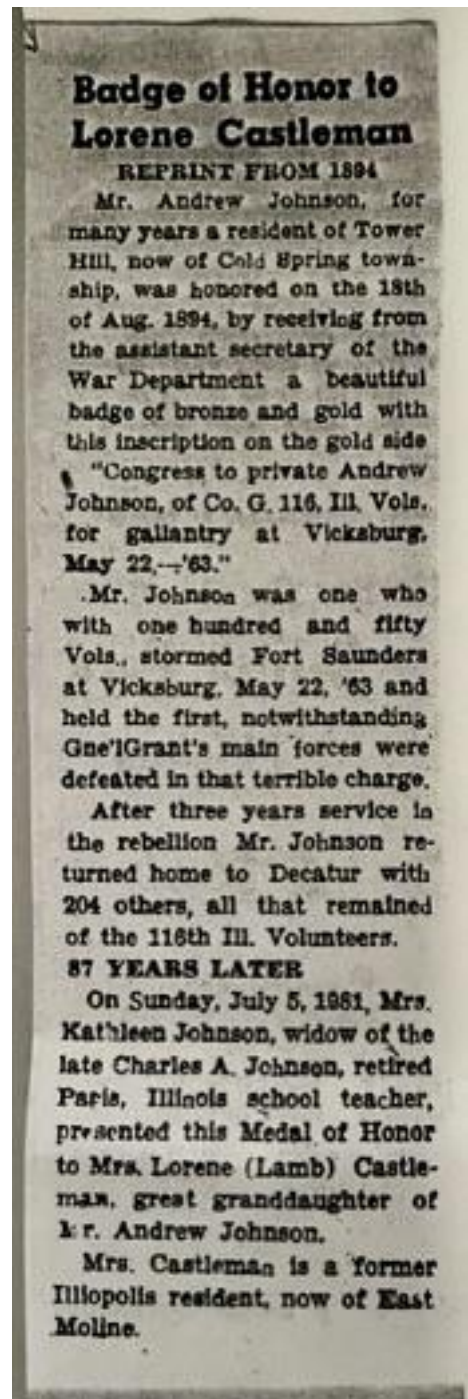 Badge of Honor to
Lorene Castleman
REPRINT FROM 1894
Mr. Andrew Johnson, for
many years a resident of Tower
Hill, now of Cold Spring town-
ship, was honored on the 18th
of Aug. 1894, by receiving from
the assistant secretary of the
War Department a beautiful
badge of bronze and gold with
this inscription on the gold side
"Congress to private Andrew
Johnson, of Co. G. 116, Ill. Vols.
for gallantry at Vicksburg,
May 22,—'63."
Mr. Johnson was one who
with one hundred and fifty
Vols., stormed Fort Saunders
at Vicksburg, May 22, '63 and
held the first, notwithstanding
Gne'lGrant's main forces were
defeated in that terrible charge.
After three years service in
the rebellion Mr. Johnson re-
turned home to Decatur with
204 others, all that remained
of the 116th Ill. Volunteers.
87 YEARS LATER
On Sunday, July 5, 1981, Mrs.
Kathleen Johnson, widow of the
late Charles A. Johnson, retired
Paris, Illinois school teacher,
presented this Medal of Honor
to Mrs. Lorene (Lamb) Castle-
man, great granddaughter of
Mr. Andrew Johnson.
Mrs. Castleman is a former
Illiopolis resident, now of East
Moline.